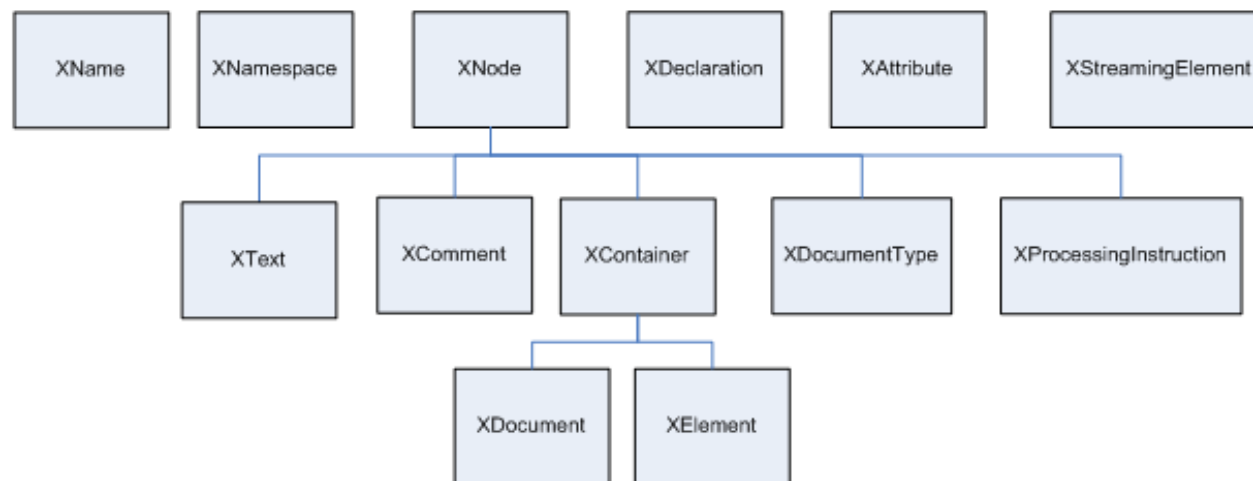 XName
XNamespace
XNode
XDeclaration
XAttribute
XStreamingElement
XText
XComment
XContainer
XDocumentType
XProcessingInstruction
XDocument
XElement